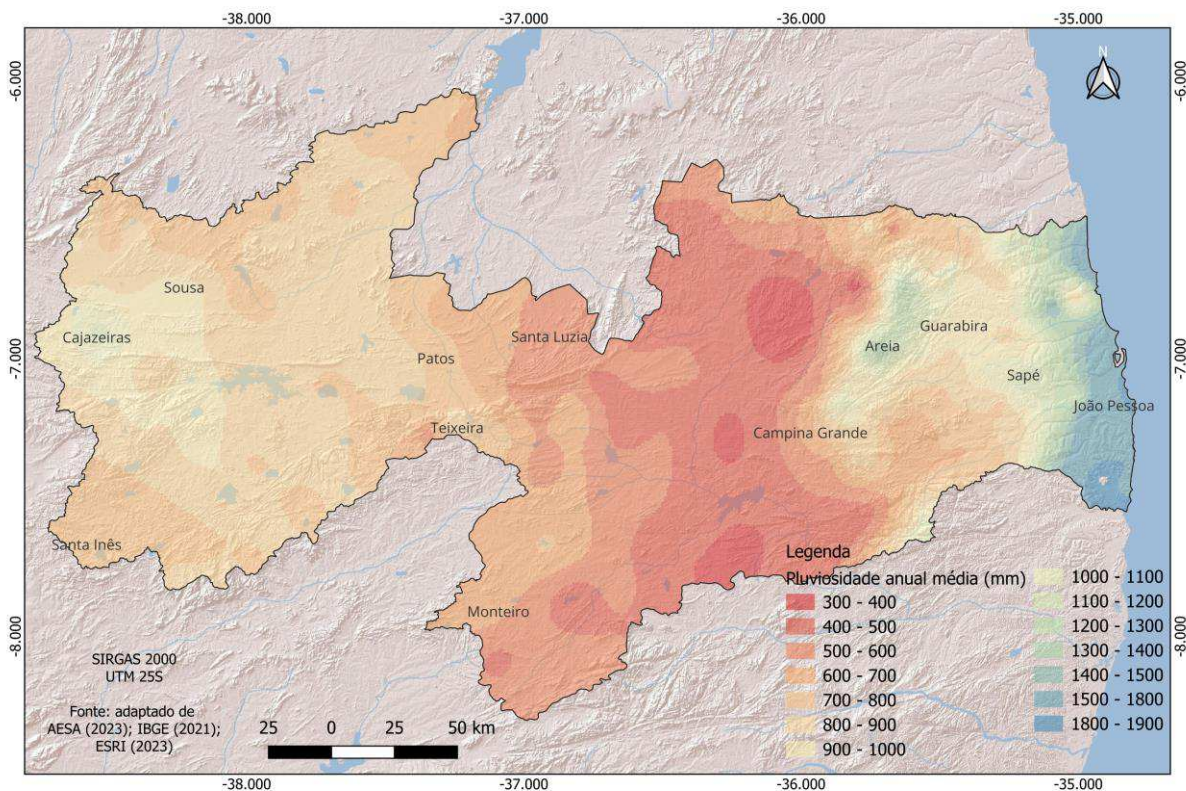 -38.000
-37.000
-36.000
-35.000
-6.000
-6.000
N
Sousa
Cajazeiras
Santa Luzia
Patos
Guarabira
Areia
Sapé
-7.000
-7.000
João Pessoa
Teixeira
Campina Grande
Santa Inês
Monteiro
-8.000
-8.000
Legenda
Pluviosidade anual média (mm)
300 - 400
400 - 500
500 - 600
600 - 700
700 - 800
800 - 900
900 - 1000
1000 - 1100
1100 - 1200
1200 - 1300
1300 - 1400
1400 - 1500
1500 - 1800
1800 - 1900
SIRGAS 2000
UTM 25S
Fonte: adaptado de
AESA (2023); IBGE (2021);
ESRI (2023)
25 0 25 50 km
-38.000
-37.000
-36.000
-35.000